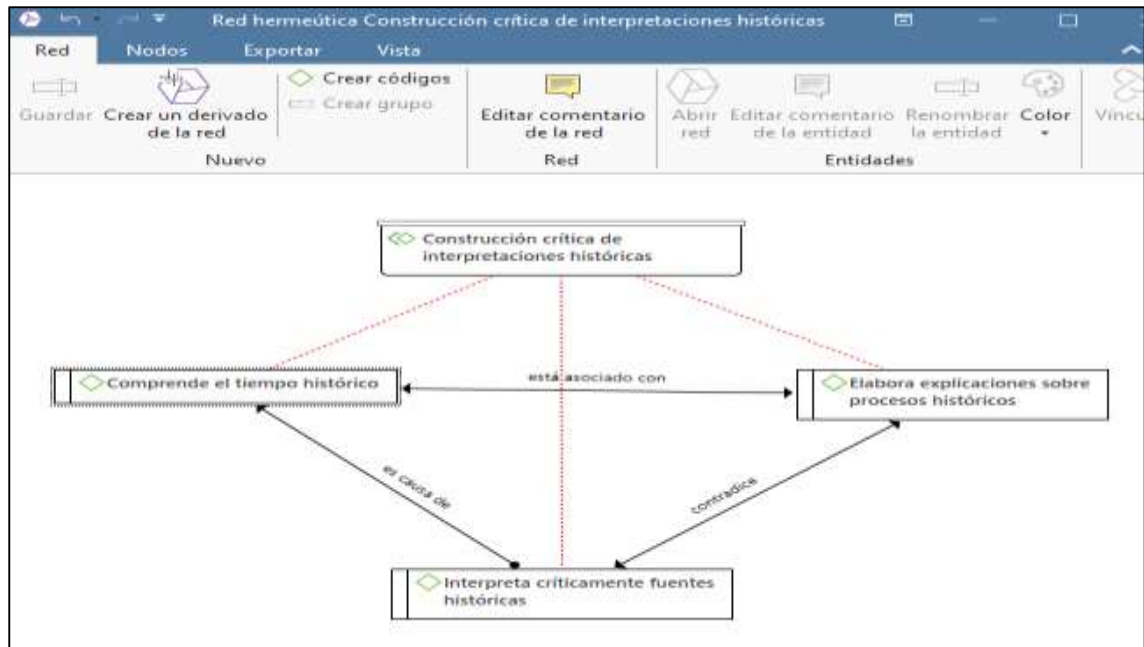 Red hermeútica Construcción crítica de interpretaciones históricas
Red Nodos Exportar Vista
Guardar
Crear un derivado
de la red
Crear códigos
Crear grupo
Nuevo
Editar comentario
de la red
Red
Abrir
red
Editar comentario
de la entidad
Renombrar
la entidad
Color
Entidades
Víncu
Construcción crítica de
interpretaciones históricas
Comprende el tiempo histórico
está asociado con
Elabora explicaciones sobre
procesos históricos
es causa de
contradice
Interpreta críticamente fuentes
históricas